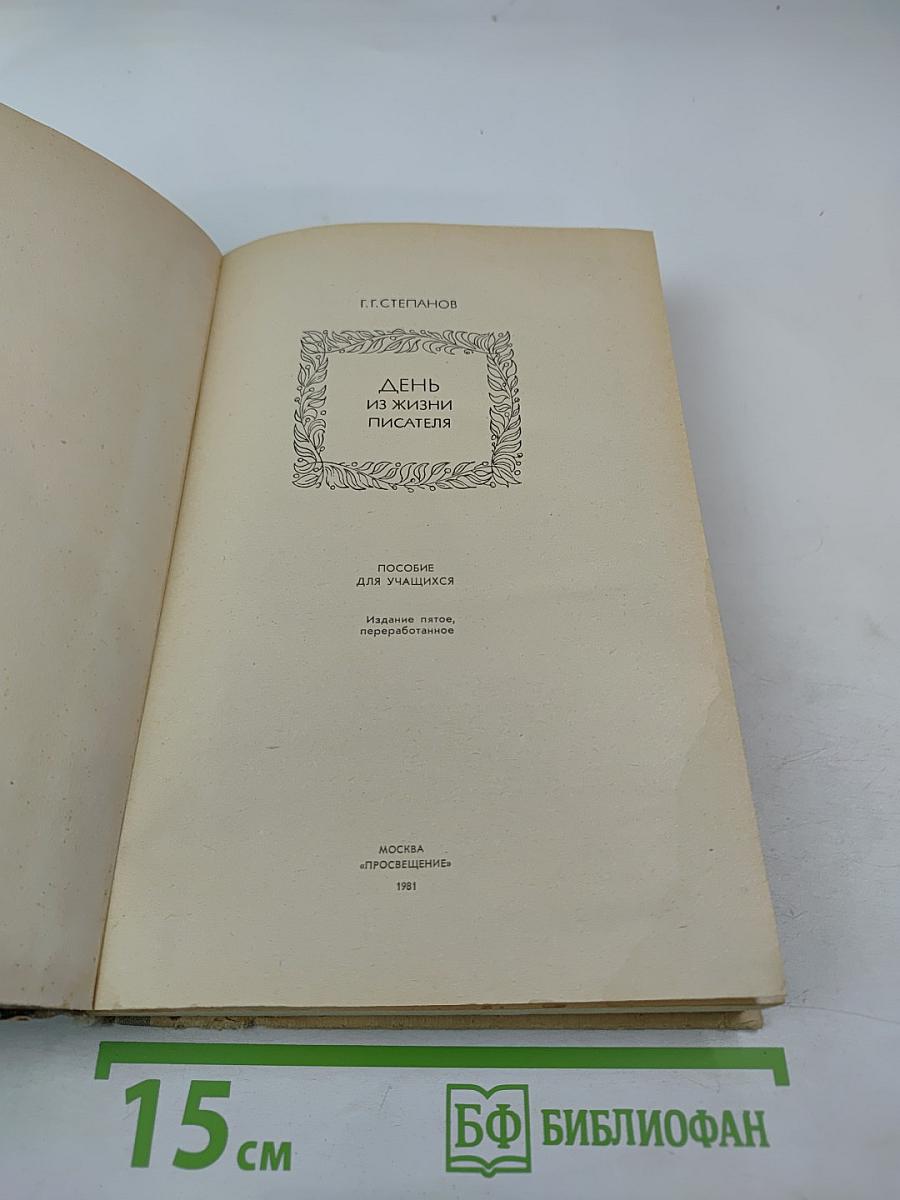 Г.Г.СТЕПАНОВ
ДЕНЬ
ИЗ ЖИЗНИ
ПИСАТЕЛЯ
ПОСОБИЕ
ДЛЯ УЧАЩИХСЯ
Издание пятое,
переработанное
МОСКВА
«ПРОСВЕЩЕНИЕ»
1981
15 см
БФ БИБЛИОФАН